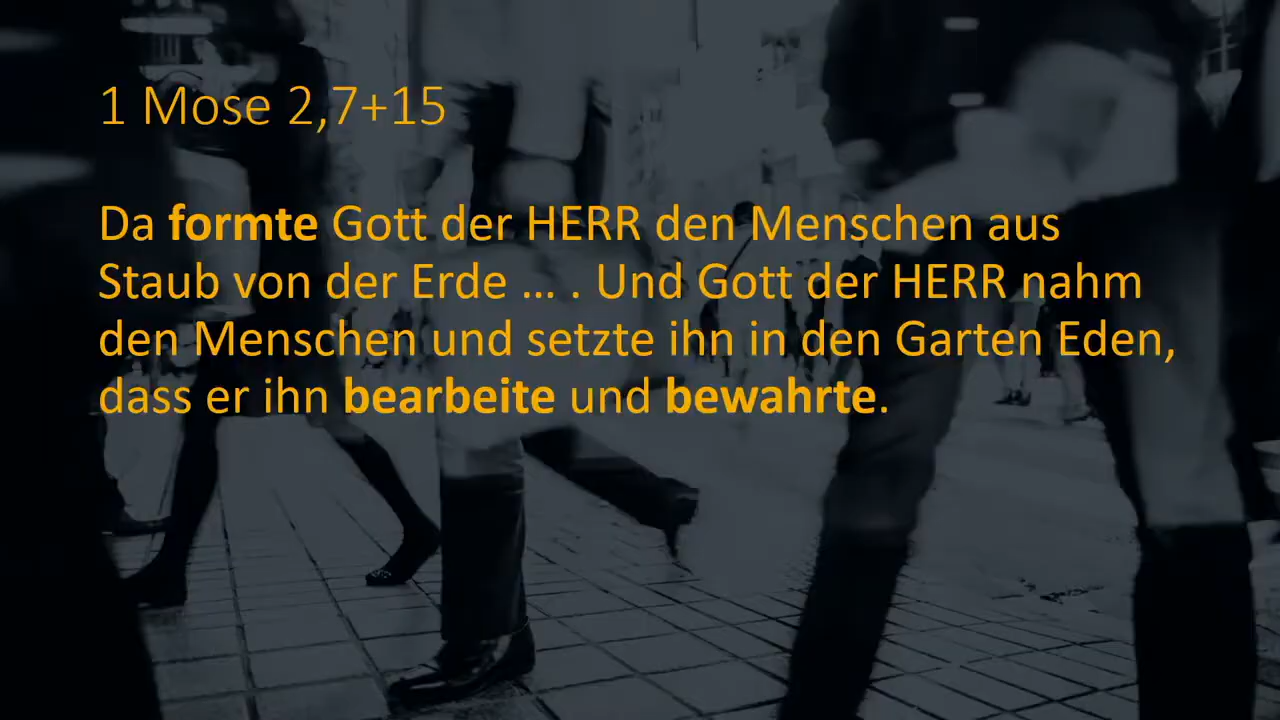 1 Mose 2,7+15
Da formte Gott der HERR den Menschen aus
Staub von der Erde ... . Und Gott der HERR nahm
den Menschen und setzte ihn in den Garten Eden,
dass er ihn bearbeite und bewahrte.